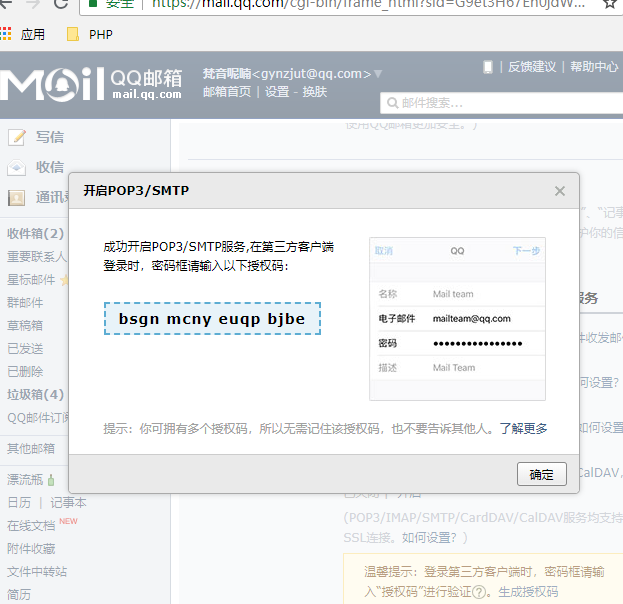 安全 | https://mail.qq.com/cgi-bin/frame_html?sid=G9et3H67Eh0jdW...
应用 PHP
Mail QQ邮箱 mail.qq.com
梵音昵喃<gynzjut@qq.com>
反馈建议 | 帮助中心
邮箱首页 | 设置 - 换肤
邮件搜索...
写信
收信
通讯录
收件箱(2)
重要联系人
星标邮件
群邮件
草稿箱
已发送
已删除
垃圾箱(4)
QQ邮件订阅
其他邮箱
漂流瓶
日历 | 记事本
在线文档 NEW
附件收藏
文件中转站
简历
使用QQ邮箱更加安全。)
开启POP3/SMTP
成功开启POP3/SMTP服务,在第三方客户端
登录时，密码框请输入以下授权码：
bsgn mcny euqp bjbe
取消 QQ 下一步
名称 Mail team
电子邮件 mailteam@qq.com
密码 ●●●●●●●●●●●●●●●●
描述 Mail Team
提示：你可拥有多个授权码，所以无需记住该授权码，也不要告诉其他人。了解更多
确定
(POP3/IMAP/SMTP/CardDAV/CalDAV服务均支持
SSL连接。如何设置？)
温馨提示：登录第三方客户端时，密码框请输
入“授权码”进行验证?。生成授权码